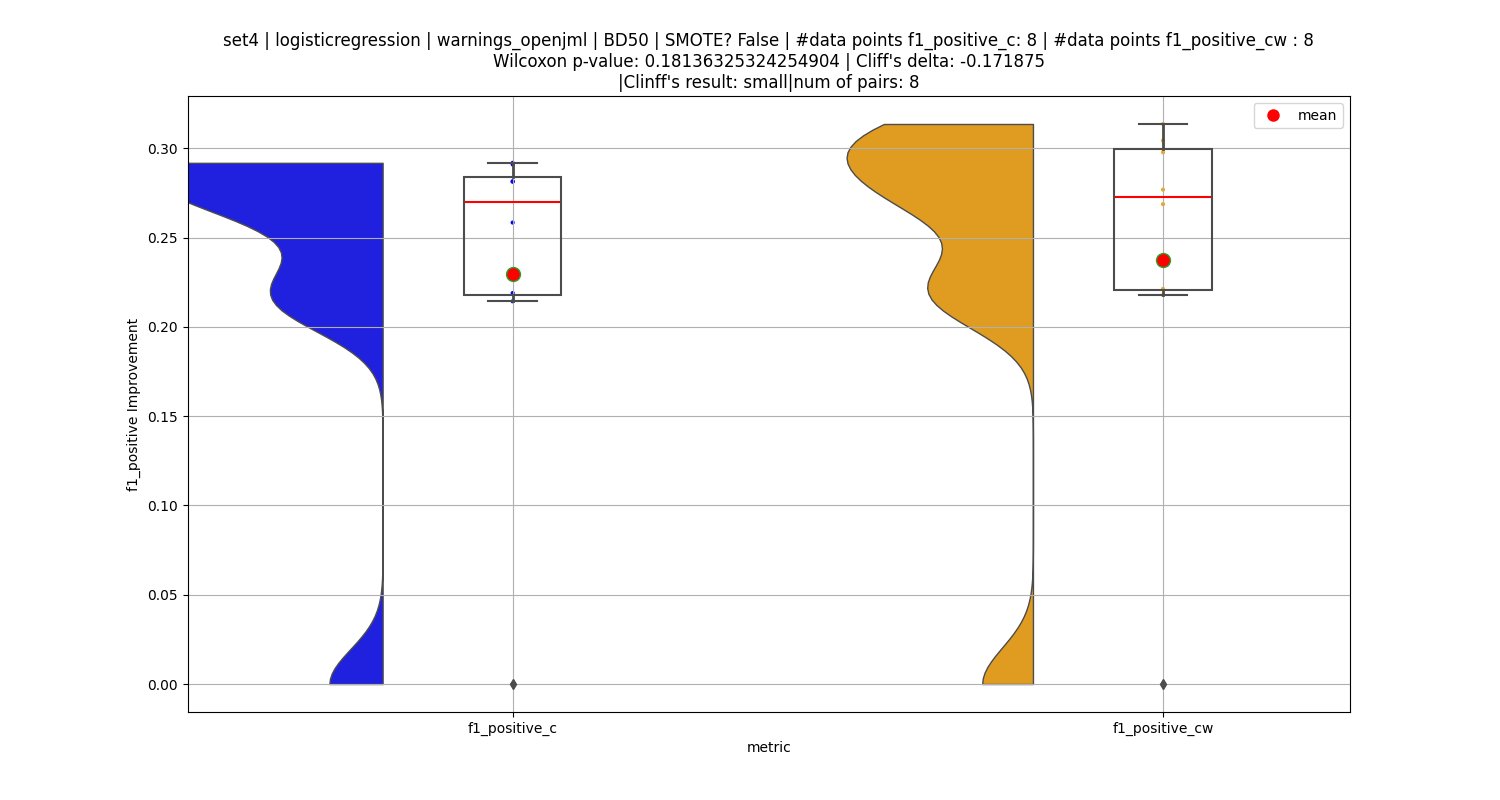 set4 | logisticregression | warnings_openjml | BD50 | SMOTE? False | #data points f1_positive_c: 8 | #data points f1_positive_cw : 8
Wilcoxon p-value: 0.18136325324254904 | Cliff's delta: -0.171875
|Clinff's result: small|num of pairs: 8
mean
0.30
0.25
0.20
0.15
0.10
0.05
0.00
f1_positive Improvement
f1_positive_c
f1_positive_cw
metric